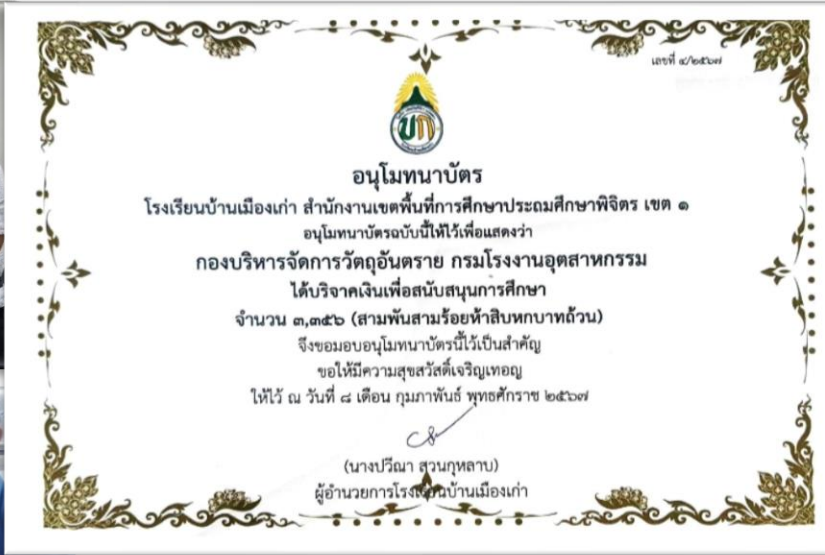 เลขที่ ๔/๒๕๖๗
บก
อนุโมทนาบัตร
โรงเรียนบ้านเมืองเก่า สำนักงานเขตพื้นที่การศึกษาประถมศึกษาพิจิตร เขต ๑
อนุโมทนาบัตรฉบับนี้ให้ไว้เพื่อแสดงว่า
กองบริหารจัดการวัตถุอันตราย กรมโรงงานอุตสาหกรรม
ได้บริจาคเงินเพื่อสนับสนุนการศึกษา
จำนวน ๓,๓๕๖ (สามพันสามร้อยห้าสิบหกบาทถ้วน)
จึงขอมอบอนุโมทนาบัตรนี้ไว้เป็นสำคัญ
ขอให้มีความสุขสวัสดิ์เจริญเทอญ
ให้ไว้ ณ วันที่ ๘ เดือน กุมภาพันธ์ พุทธศักราช ๒๕๖๗
(นางปวีณา สวนกุหลาบ)
ผู้อำนวยการโรงเรียนบ้านเมืองเก่า